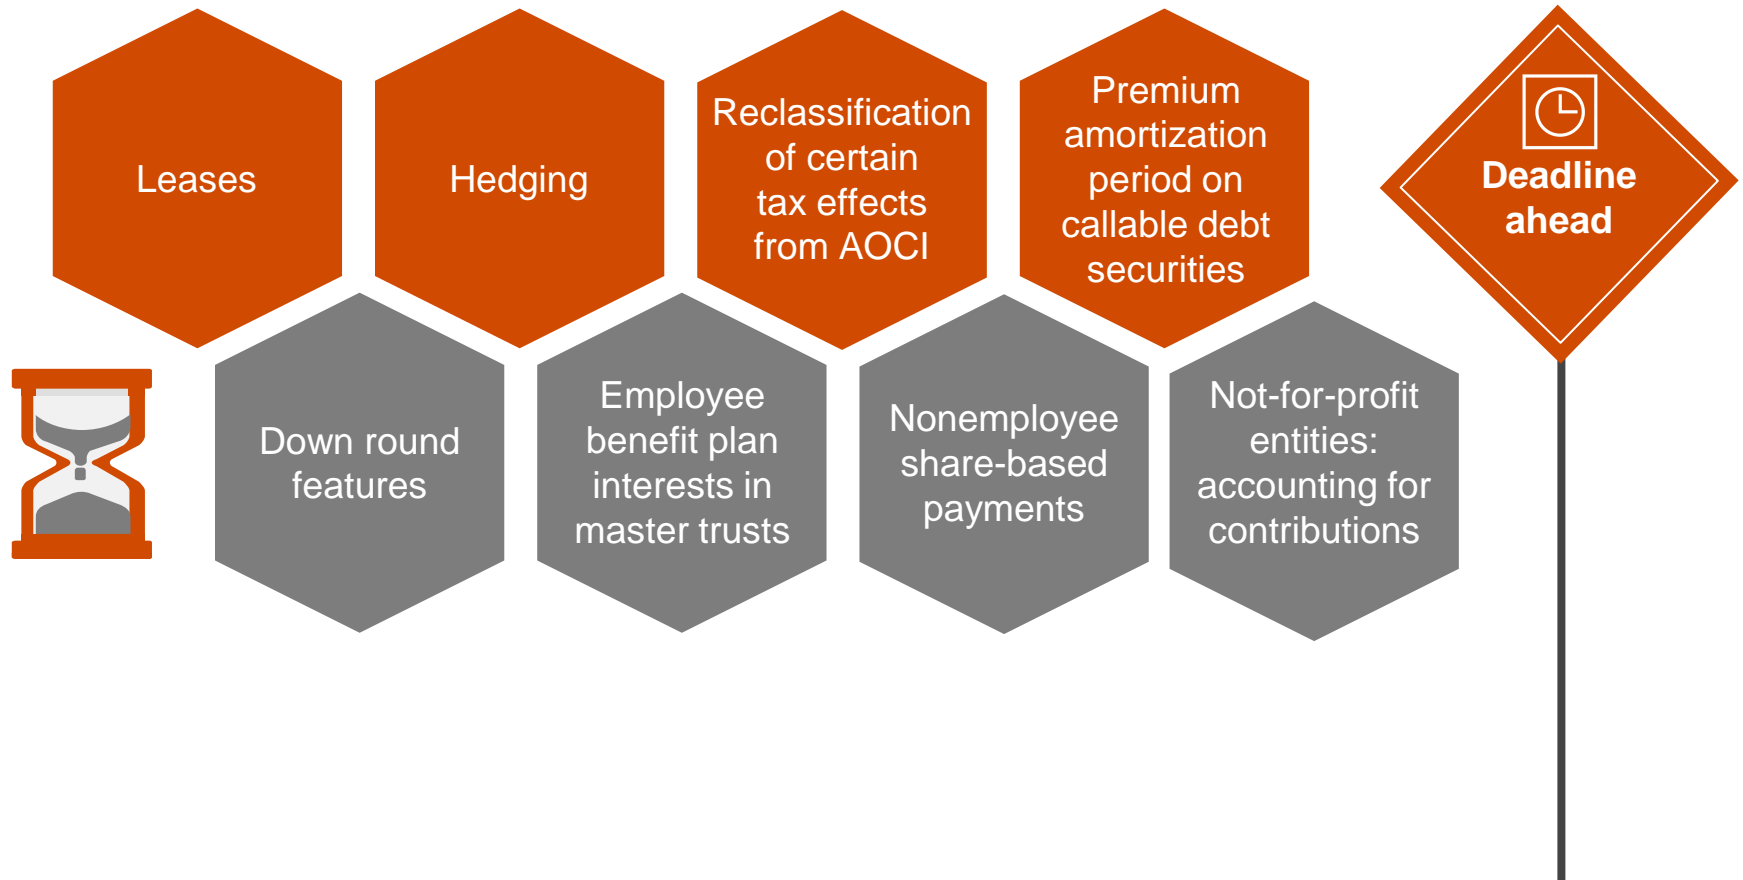 Leases
Hedging
Reclassification
of certain
tax effects
from AOCI
Premium
amortization
period on
callable debt
securities
Deadline
ahead
Down round
features
Employee
benefit plan
interests in
master trusts
Nonemployee
share-based
payments
Not-for-profit
entities:
accounting for
contributions